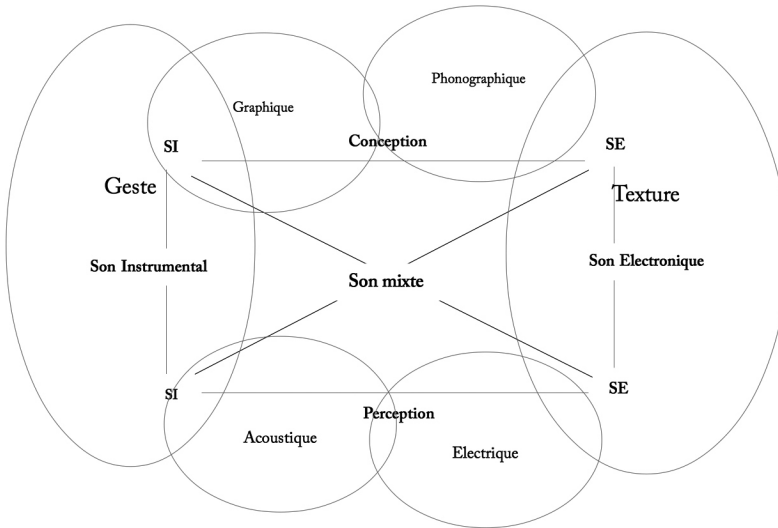 Phonographique
Graphique
Conception
SI
SE
Geste
Texture
Son Instrumental
Son Electronique
Son mixte
SI
SE
Perception
Acoustique
Electrique